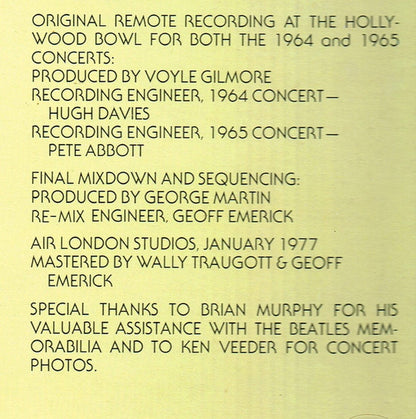 ORIGINAL REMOTE RECORDING AT THE HOLLY-
WOOD BOWL FOR BOTH THE 1964 and 1965
CONCERTS:
PRODUCED BY VOYLE GILMORE
RECORDING ENGINEER, 1964 CONCERT—
HUGH DAVIES
RECORDING ENGINEER, 1965 CONCERT—
PETE ABBOTT
FINAL MIXDOWN AND SEQUENCING:
PRODUCED BY GEORGE MARTIN
RE-MIX ENGINEER, GEOFF EMERICK
AIR LONDON STUDIOS, JANUARY 1977
MASTERED BY WALLY TRAUGOTT & GEOFF
EMERICK
SPECIAL THANKS TO BRIAN MURPHY FOR HIS
VALUABLE ASSISTANCE WITH THE BEATLES MEM-
ORABILIA AND TO KEN VEEDER FOR CONCERT
PHOTOS.